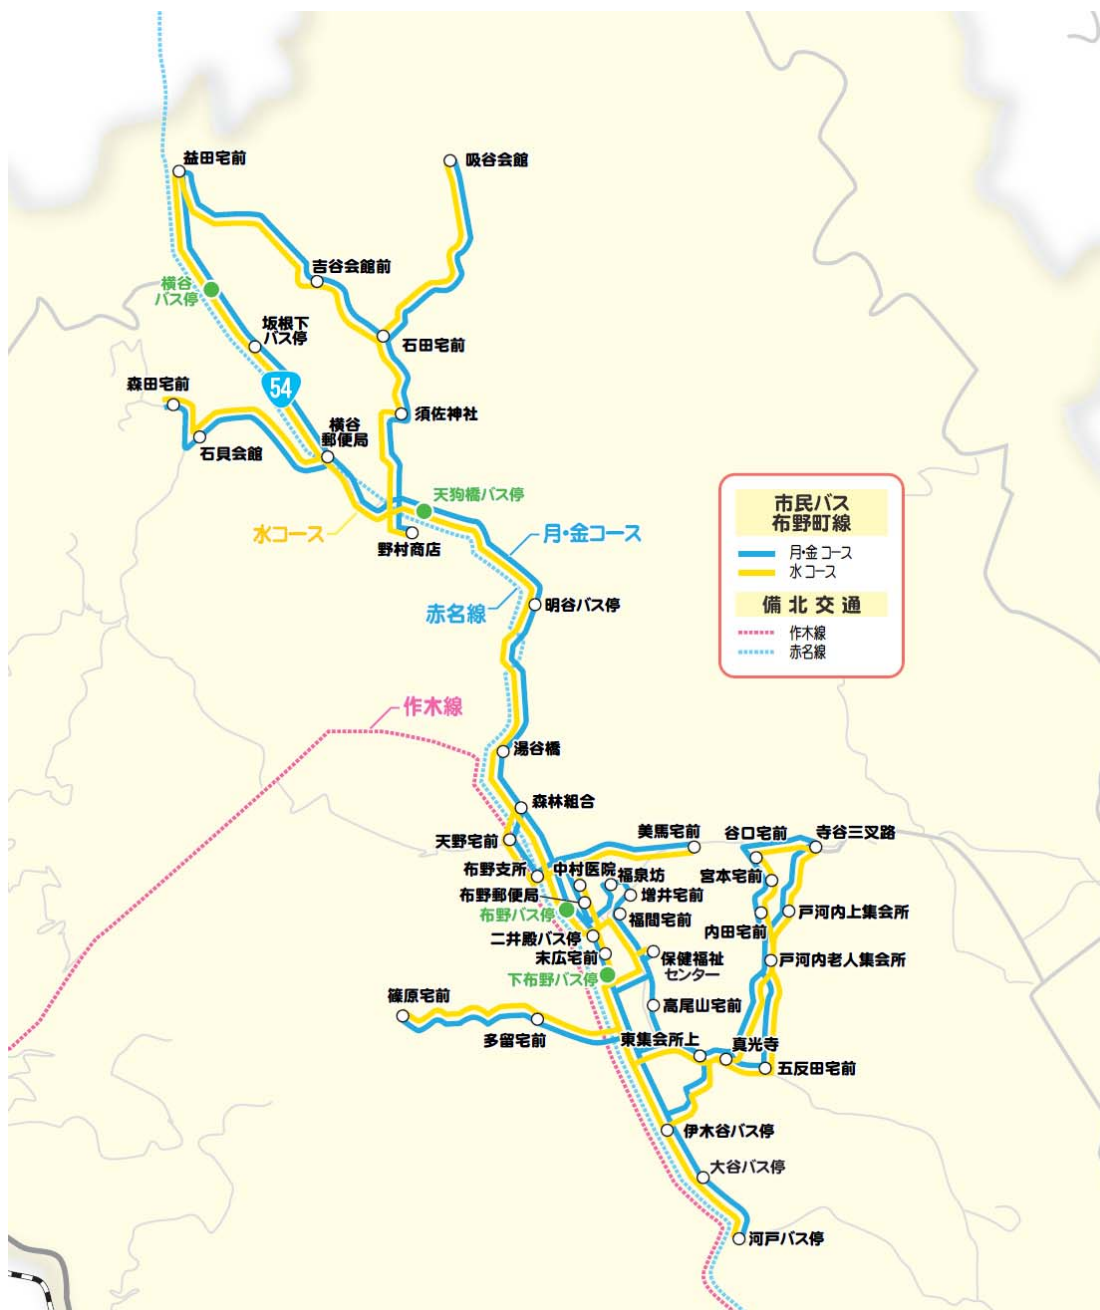 益田宅前
吸谷会館
吉谷会館前
横谷
バス停
坂根下
バス停
石田宅前
54
森田宅前
須佐神社
横谷
郵便局
石貝会館
天狗橋バス停
水コース
野村商店
月・金コース
市民バス
布野町線
月・金コース
水コース
備北交通
作木線
赤名線
赤名線
明谷バス停
作木線
湯谷橋
森林組合
天野宅前
美馬宅前
谷口宅前
寺谷三叉路
布野支所
中村医院
福泉坊
宮本宅前
布野郵便局
増井宅前
布野バス停
福間宅前
戸河内上集会所
内田宅前
二井殿バス停
末広宅前
保健福祉
センター
戸河内老人集会所
下布野バス停
篠原宅前
高尾山宅前
多留宅前
東集会所上
真光寺
五反田宅前
伊木谷バス停
大谷バス停
河戸バス停